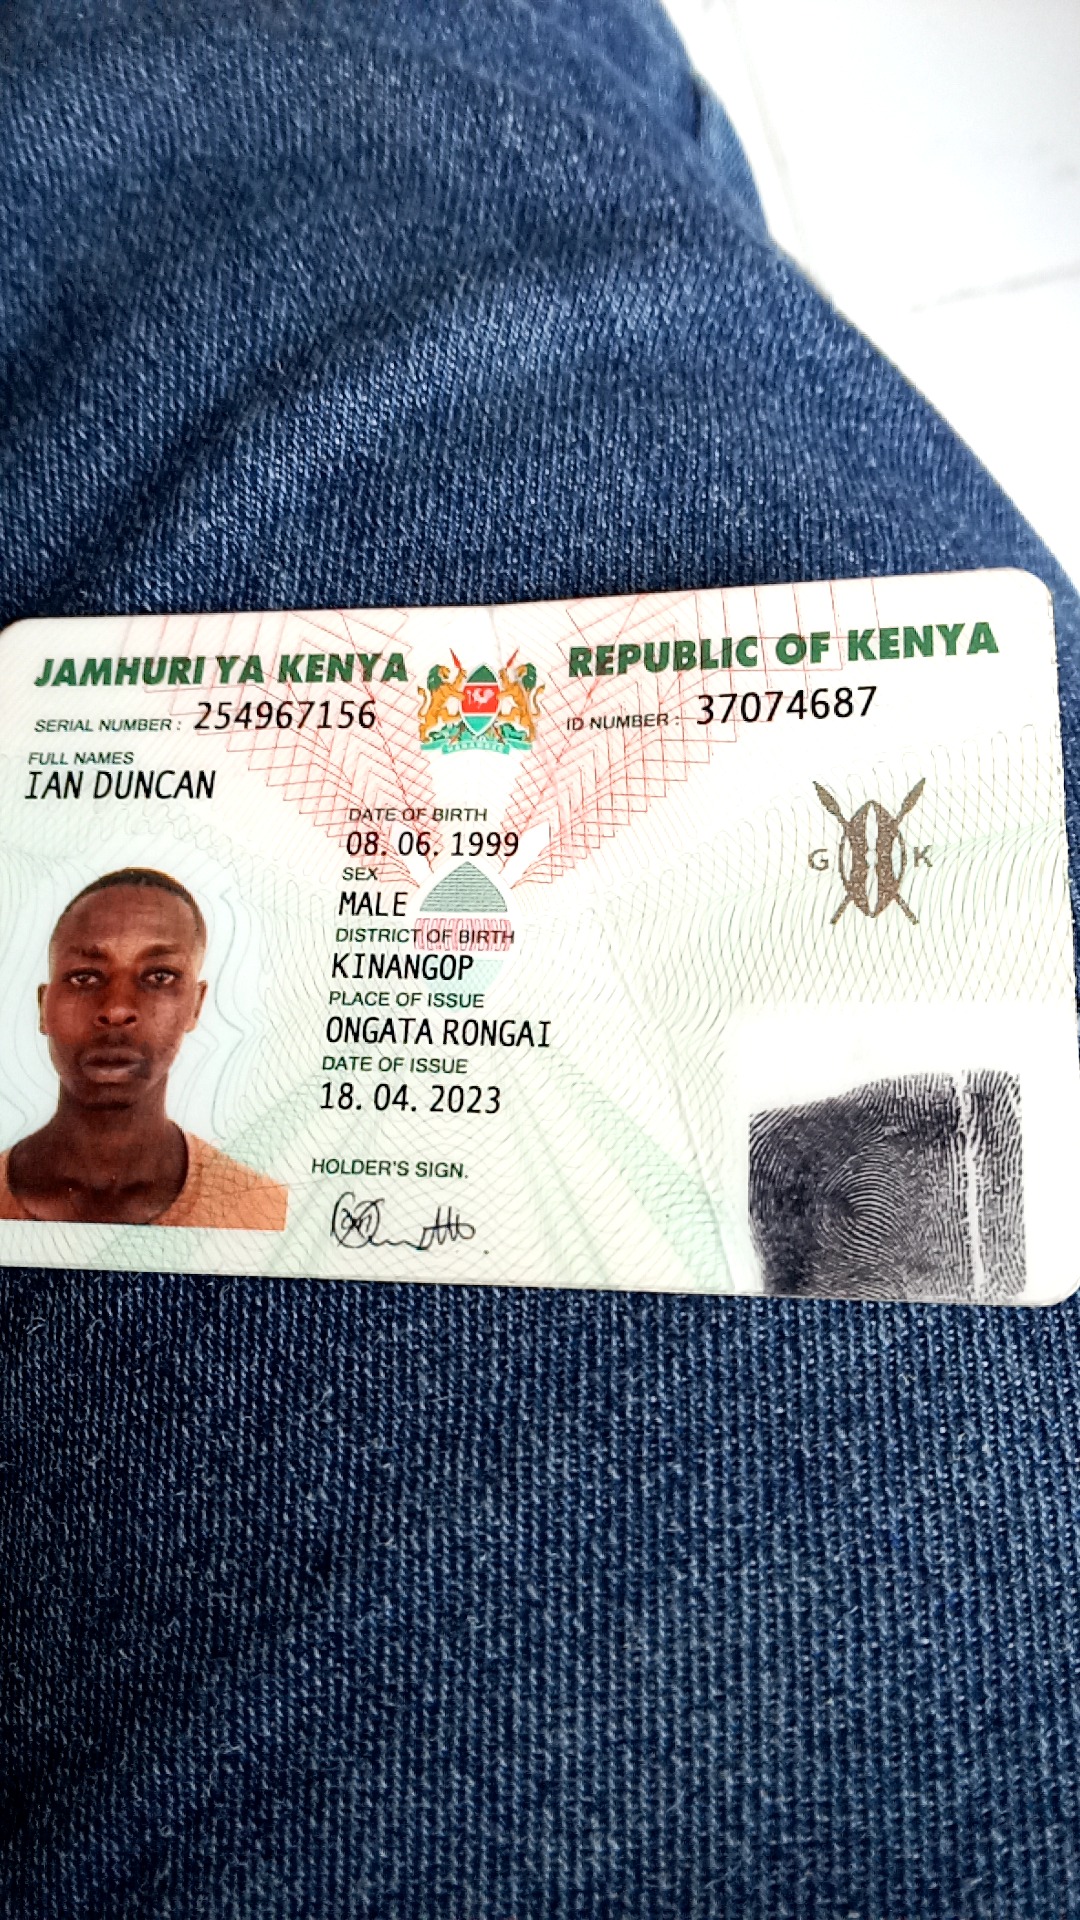 JAMHURI YA KENYA REPUBLIC OF KENYA
SERIAL NUMBER : 254967156 ID NUMBER : 37074687
FULL NAMES
IAN DUNCAN
DATE OF BIRTH
08. 06. 1999
SEX
MALE
G K
DISTRICT OF BIRTH
KINANGOP
PLACE OF ISSUE
ONGATA RONGAI
DATE OF ISSUE
18. 04. 2023
HOLDER'S SIGN.